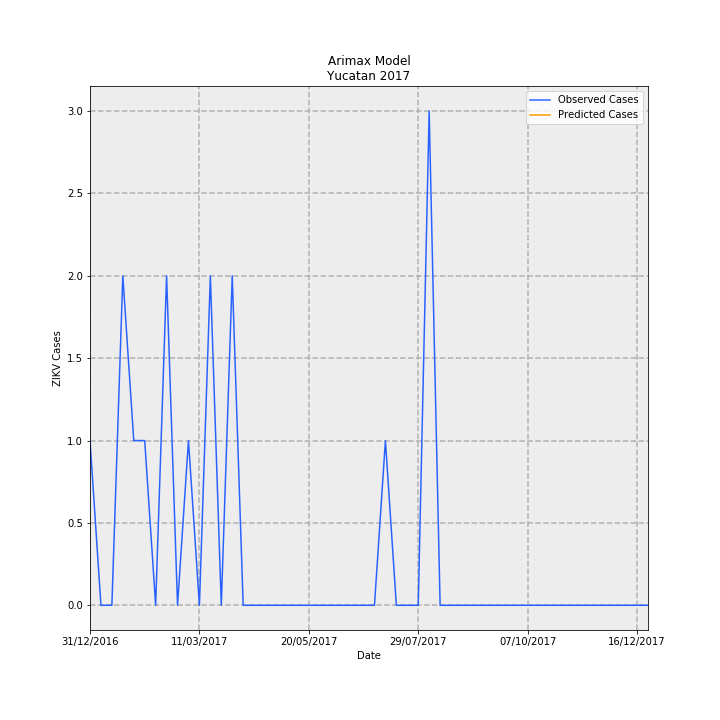 Arimax Model
Yucatan 2017
Observed Cases
Predicted Cases
3.0
2.5
2.0
1.5
1.0
0.5
0.0
ZIKV Cases
31/12/2016 11/03/2017 20/05/2017 29/07/2017 07/10/2017 16/12/2017
Date